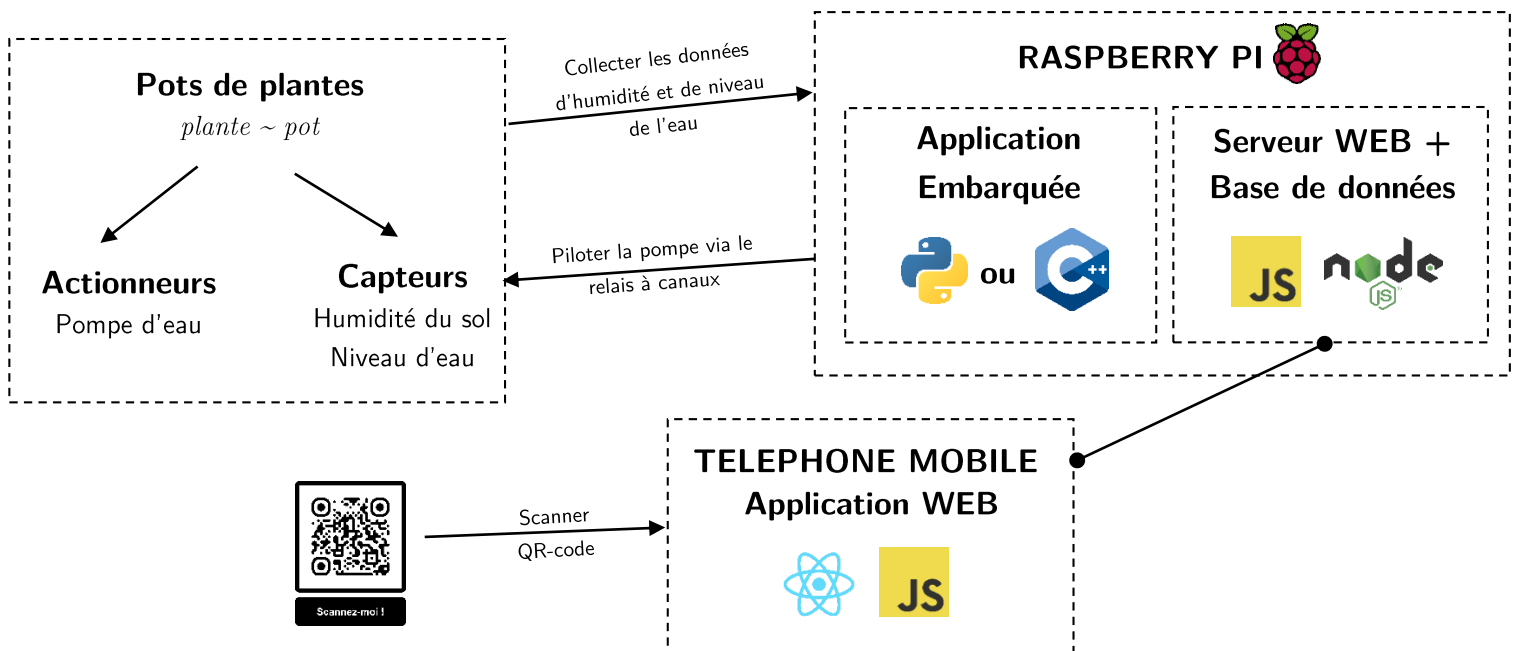 Pots de plantes
plante ~ pot
Actionneurs
Pompe d'eau
Capteurs
Humidité du sol
Niveau d'eau
Collecter les données
d'humidité et de niveau
de l'eau
Piloter la pompe via le
relais à canaux
RASPBERRY PI
Application
Embarquée
ou
C++
Serveur WEB +
Base de données
JS
node
JS
Scannez-moi !
Scanner
QR-code
TELEPHONE MOBILE
Application WEB
JS